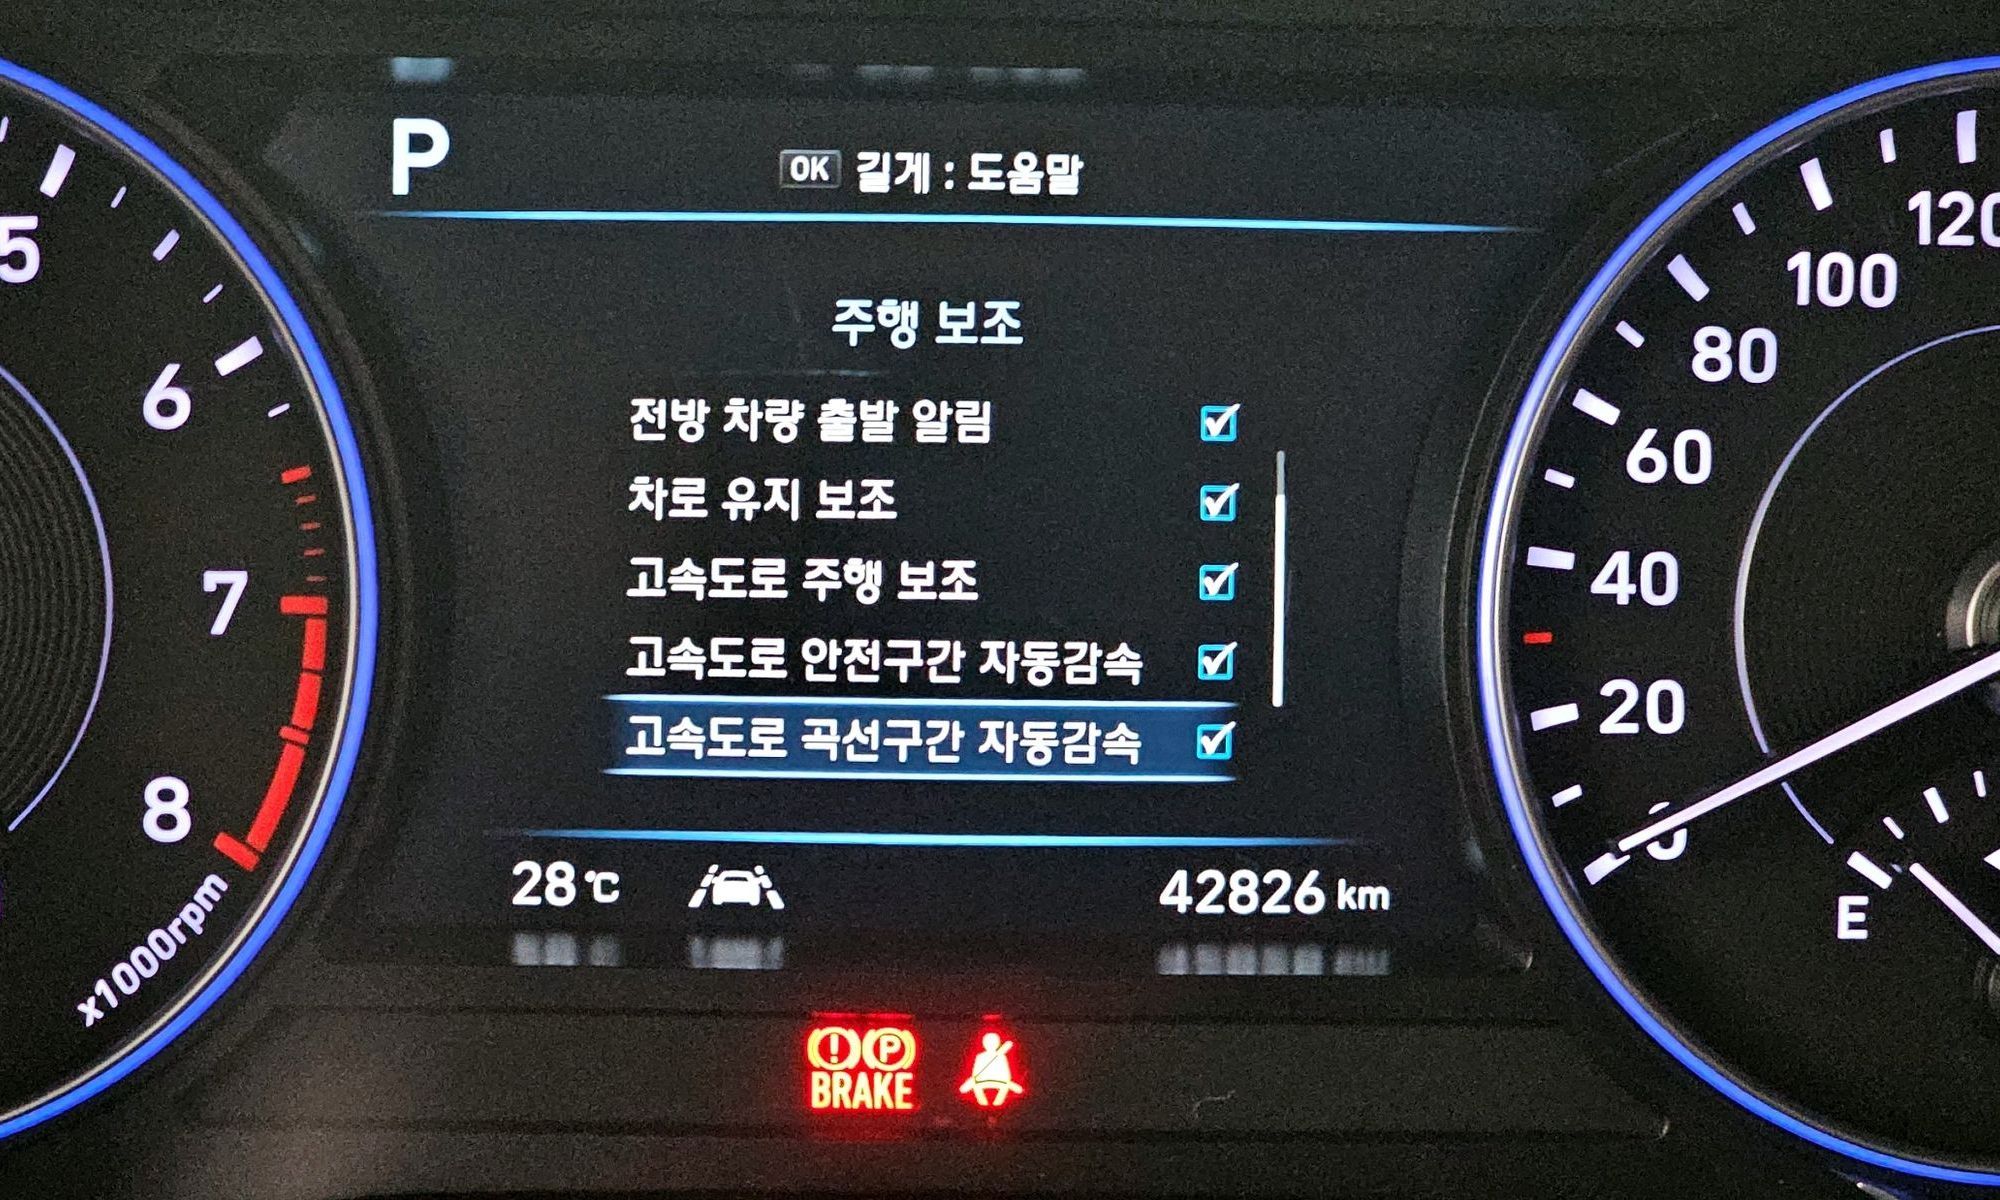 P
OK 길게 : 도움말
주행 보조
전방 차량 출발 알림
차로 유지 보조
고속도로 주행 보조
고속도로 안전구간 자동감속
고속도로 곡선구간 자동감속
28℃
42826 km
5
6
7
8
x1000rpm
120
100
80
60
40
20
0
E
P
BRAKE